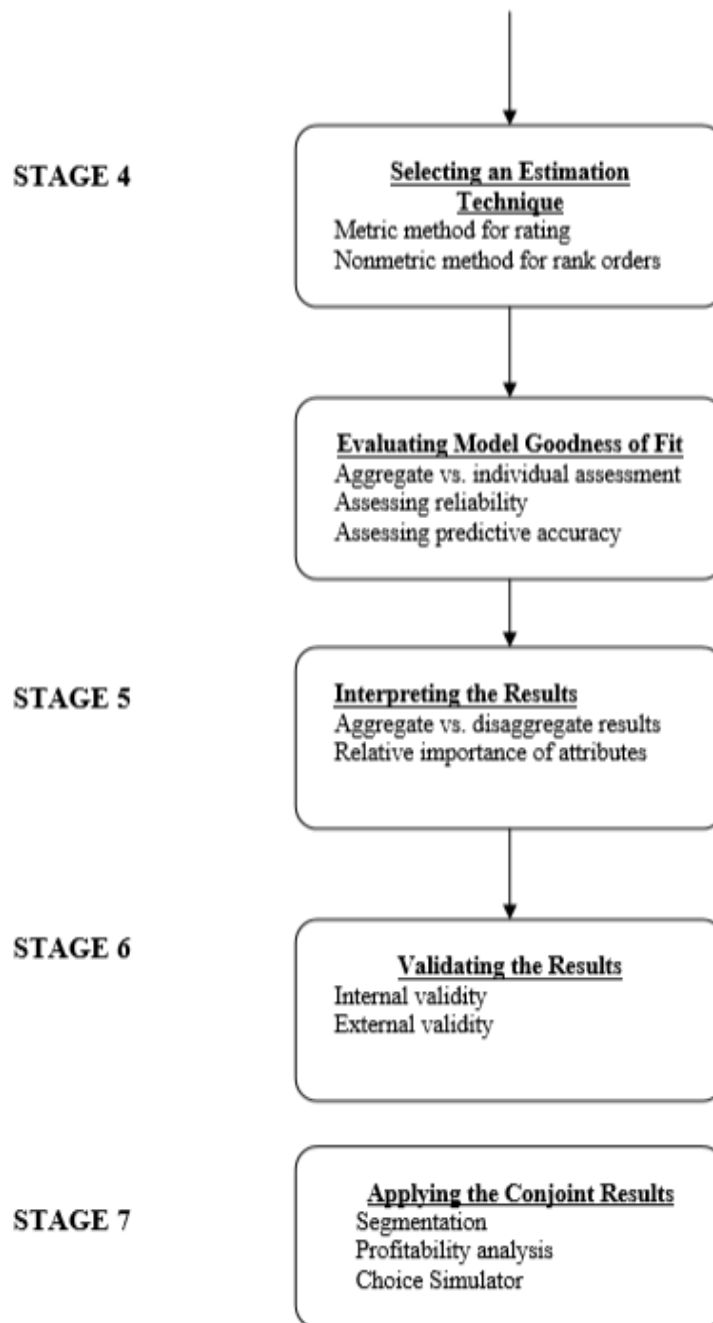 STAGE 4
Selecting an Estimation
Technique
Metric method for rating
Nonmetric method for rank orders
Evaluating Model Goodness of Fit
Aggregate vs. individual assessment
Assessing reliability
Assessing predictive accuracy
STAGE 5
Interpreting the Results
Aggregate vs. disaggregate results
Relative importance of attributes
STAGE 6
Validating the Results
Internal validity
External validity
STAGE 7
Applying the Conjoint Results
Segmentation
Profitability analysis
Choice Simulator